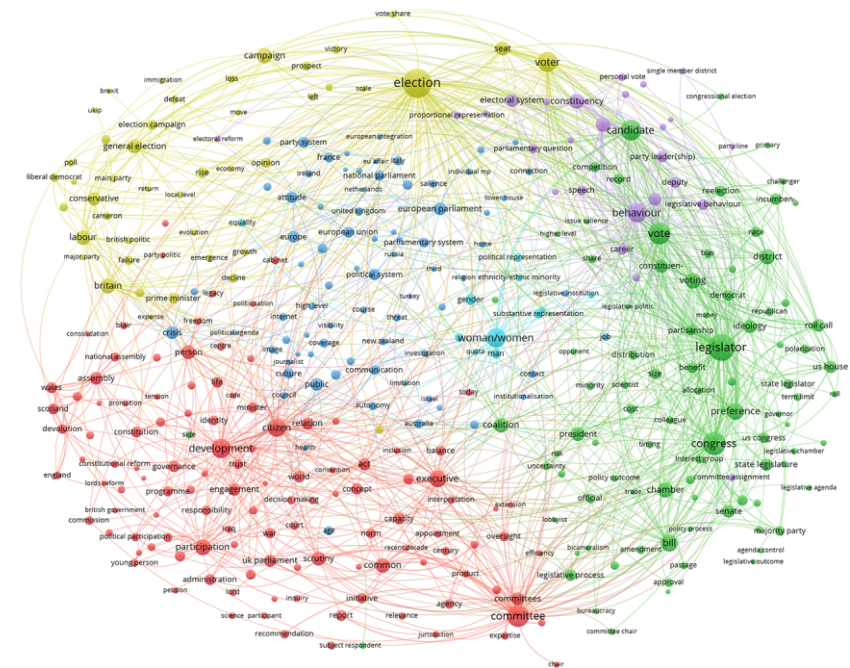 vote share
campaign
victory
seat
voter
prospect
immigration
loss
election
personal vote
single member district
brexit
defeat
left
scale
electoral system
constituency
congressional election
ukip
move
proportional representation
election campaign
electoral reform
european integration
candidate
general election
party system
parliamentary question
party line
primary
poll
opinion
france
eu affair
italy
party leader(ship)
liberal democrat
main party
rise
economy
ireland
national parliament
individual mp
connection
competition
record
return
local level
attitude
netherlands
salience
speech
deputy
reelection
challenger
conservative
lower house
legislative behaviour
incumben
cameron
equality
united kingdom
european parliament
behaviour
issue salience
labour
british politic
evolution
europe
european union
parliamentary system
home
higher level
vote
race
major party
failure
party politic
emergence
growth
cabinet
russia
political representation
share
career
bias
district
constituen-
third
political system
religion
ethnicity/ethnic minority
britain
decline
prime minister
legacy
politicisation
high level
turkey
gender
legislative institution
voting
democrat
expense
freedom
internet
course
threat
substantive representation
legislative politic
money
republican
blair
crisis
political agenda
visibility
partisanship
ideology
roll call
consolidation
centre
image
coverage
new zealand
woman/women
job
legislator
national assembly
person
journalist
investigation
quota
man
opponent
distribution
polarization
benefit
us house
assembly
life
culture
public
communication
contact
size
wales
code
council
limitation
minority
scientist
allocation
state legislator
tension
today
institutionalisation
term limit
roll
scotland
promotion
minister
autonomy
israel
cost
preference
governor
devolution
constitution
identity
citizen
relation
australia
coalition
colleague
side
president
us congress
development
health
timing
congress
england
inclusion
balance
risk
interest group
legislative chamber
constitutional reform
governance
trust
act
uncertainty
state legislature
lords reform
world
convention
executive
policy outcome
committee assignment
programme
engagement
concept
trade
chamber
legislative agenda
decision making
interpretation
official
british government
responsibility
extension
senate
commission
iraq
court
age
capacity
lobbyist
political participation
war
norm
appointment
oversight
policy process
majority party
participation
recent decade
century
efficiency
bicameralism
amendment
bill
agenda control
young person
uk parliament
scrutiny
common
passage
legislative outcome
administration
product
legislative process
approval
petition
lord
inquiry
initiative
agency
committees
bureaucracy
science
participant
report
relevance
committee
recommendation
jurisdiction
expertise
committee chair
subject respondent
chair